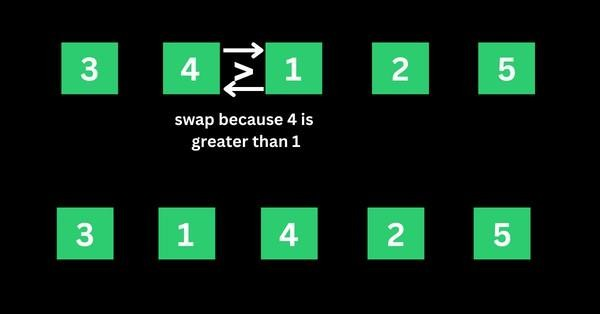 3 4 > 1 2 5
swap because 4 is
greater than 1
3 1 4 2 5